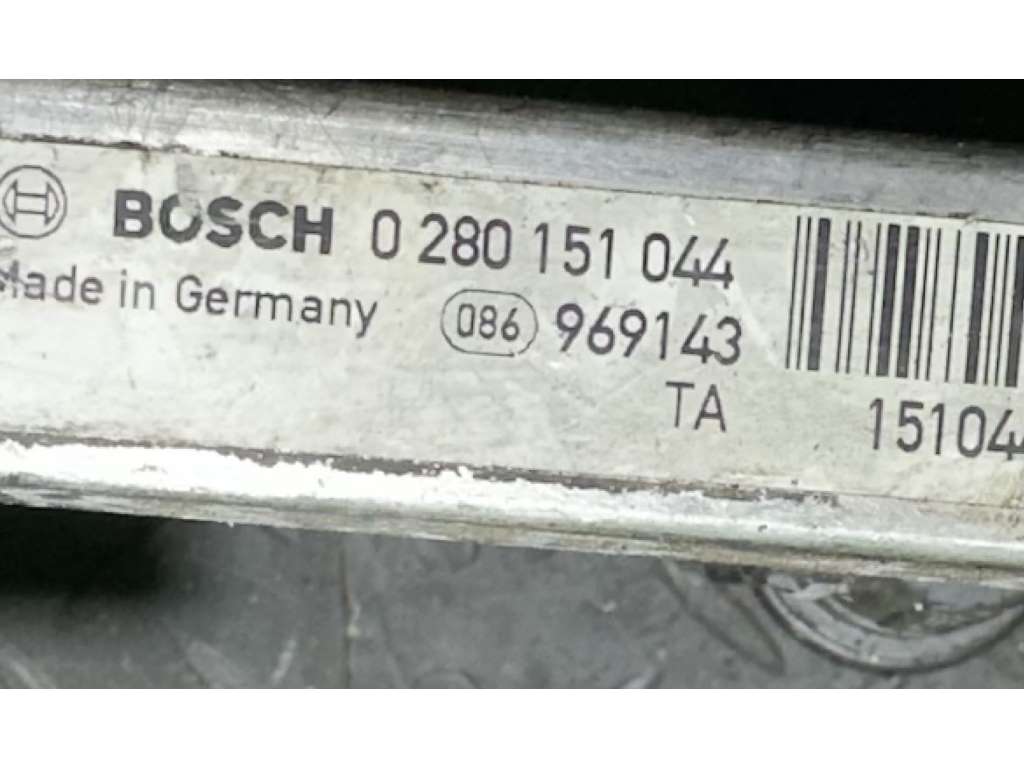 BOSCH 0 280 151 044
Made in Germany 086 969143
TA 15104